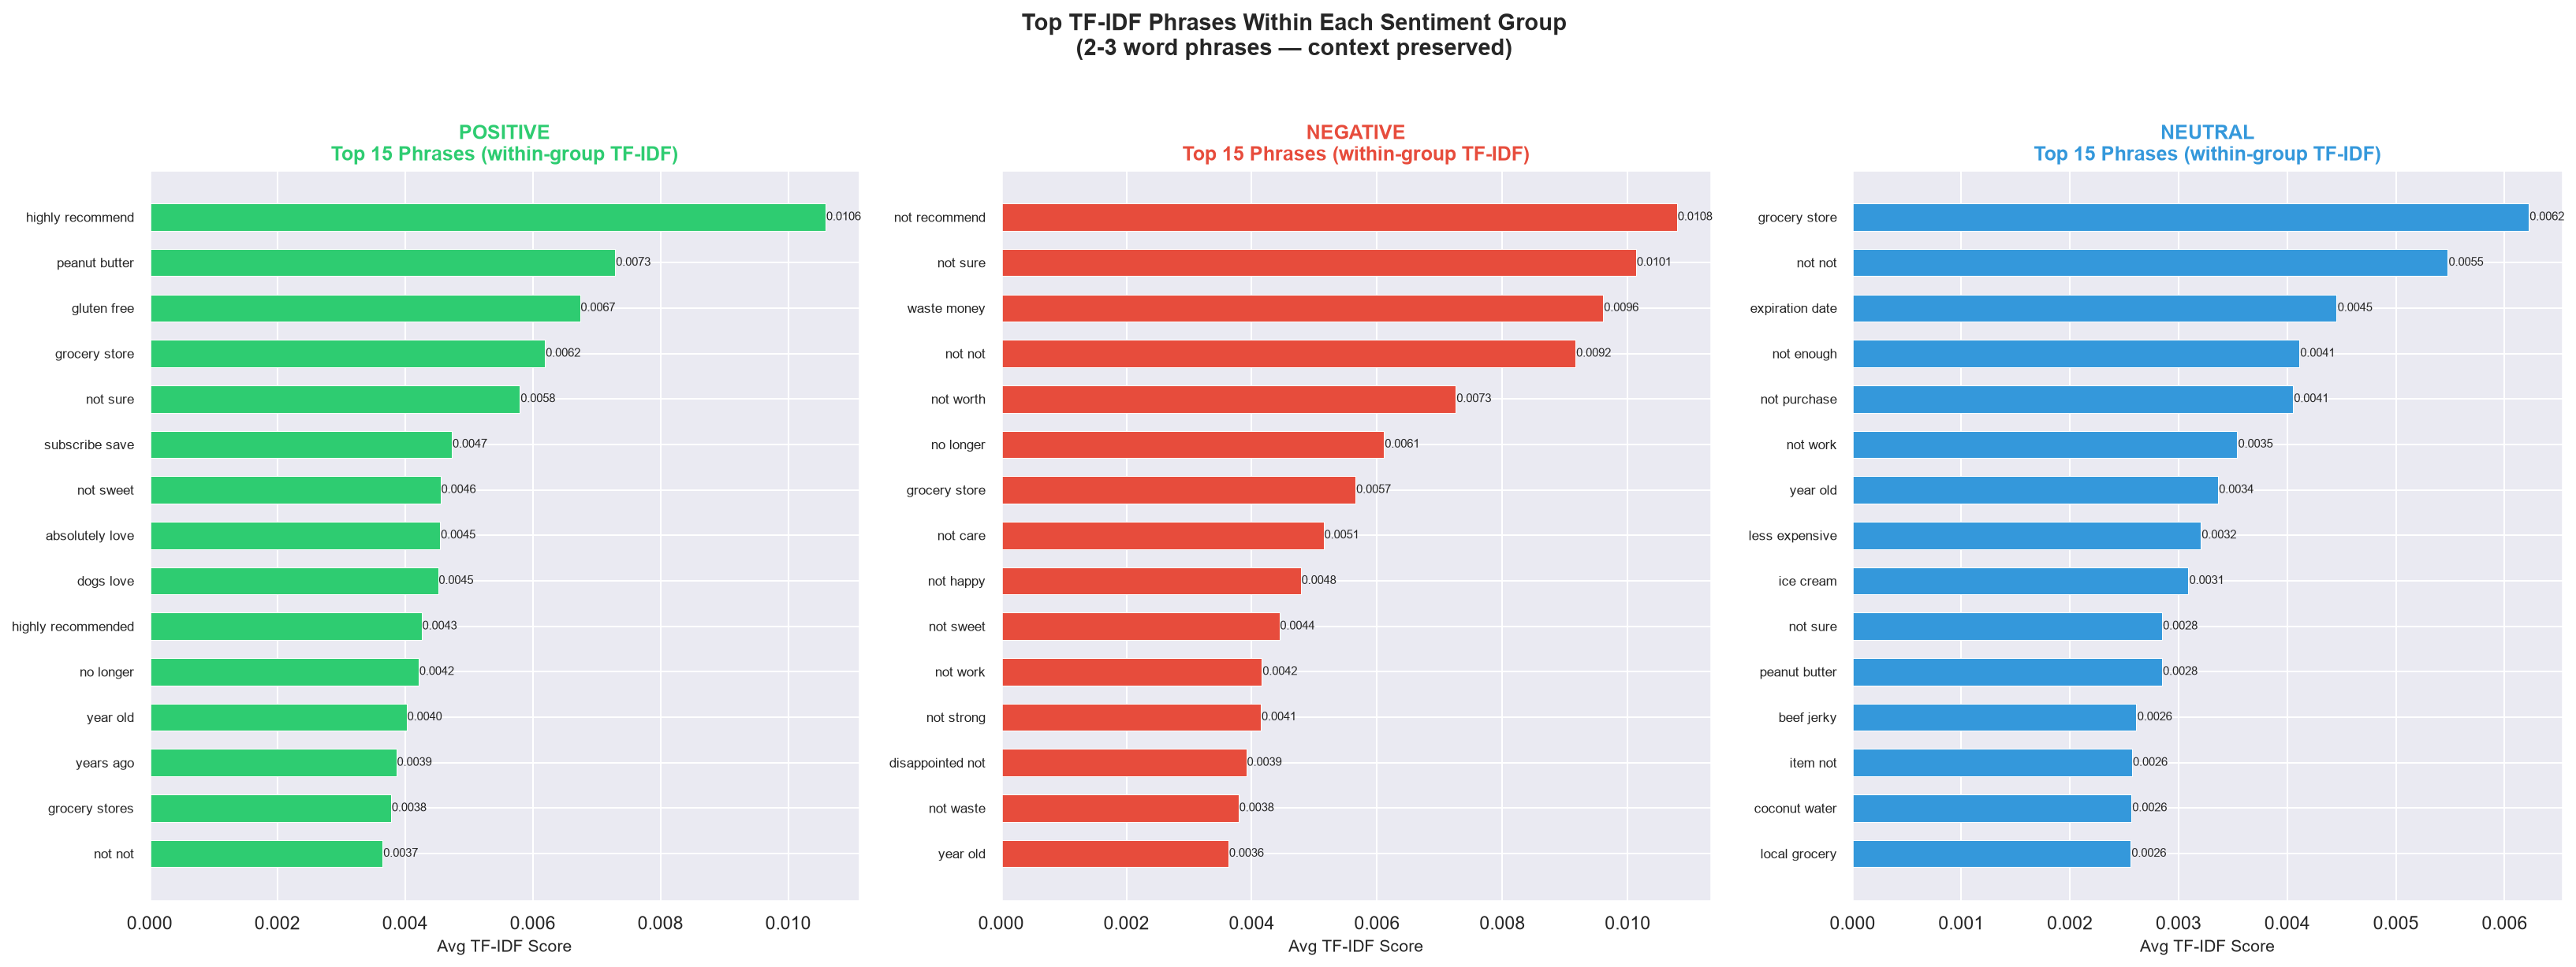 Top TF-IDF Phrases Within Each Sentiment Group
(2-3 word phrases — context preserved)
POSITIVE
Top 15 Phrases (within-group TF-IDF)
highly recommend 0.0106
peanut butter 0.0073
gluten free 0.0067
grocery store 0.0062
not sure 0.0058
subscribe save 0.0047
not sweet 0.0046
absolutely love 0.0045
dogs love 0.0045
highly recommended 0.0043
no longer 0.0042
year old 0.0040
years ago 0.0039
grocery stores 0.0038
not not 0.0037
0.000 0.002 0.004 0.006 0.008 0.010
Avg TF-IDF Score
NEGATIVE
Top 15 Phrases (within-group TF-IDF)
not recommend 0.0108
not sure 0.0101
waste money 0.0096
not not 0.0092
not worth 0.0073
no longer 0.0061
grocery store 0.0057
not care 0.0051
not happy 0.0048
not sweet 0.0044
not work 0.0042
not strong 0.0041
disappointed not 0.0039
not waste 0.0038
year old 0.0036
0.000 0.002 0.004 0.006 0.008 0.010
Avg TF-IDF Score
NEUTRAL
Top 15 Phrases (within-group TF-IDF)
grocery store 0.0062
not not 0.0055
expiration date 0.0045
not enough 0.0041
not purchase 0.0041
not work 0.0035
year old 0.0034
less expensive 0.0032
ice cream 0.0031
not sure 0.0028
peanut butter 0.0028
beef jerky 0.0026
item not 0.0026
coconut water 0.0026
local grocery 0.0026
0.000 0.001 0.002 0.003 0.004 0.005 0.006
Avg TF-IDF Score